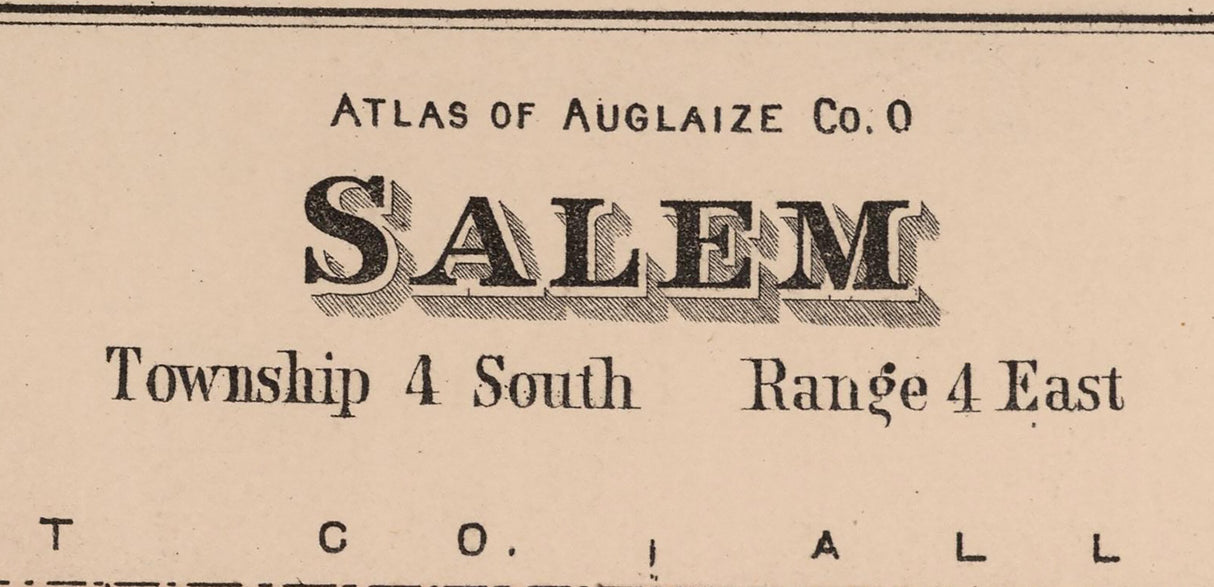 ATLAS OF AUGLAIZE Co. O
SALEM
Township 4 South Range 4 East
T CO. ALL